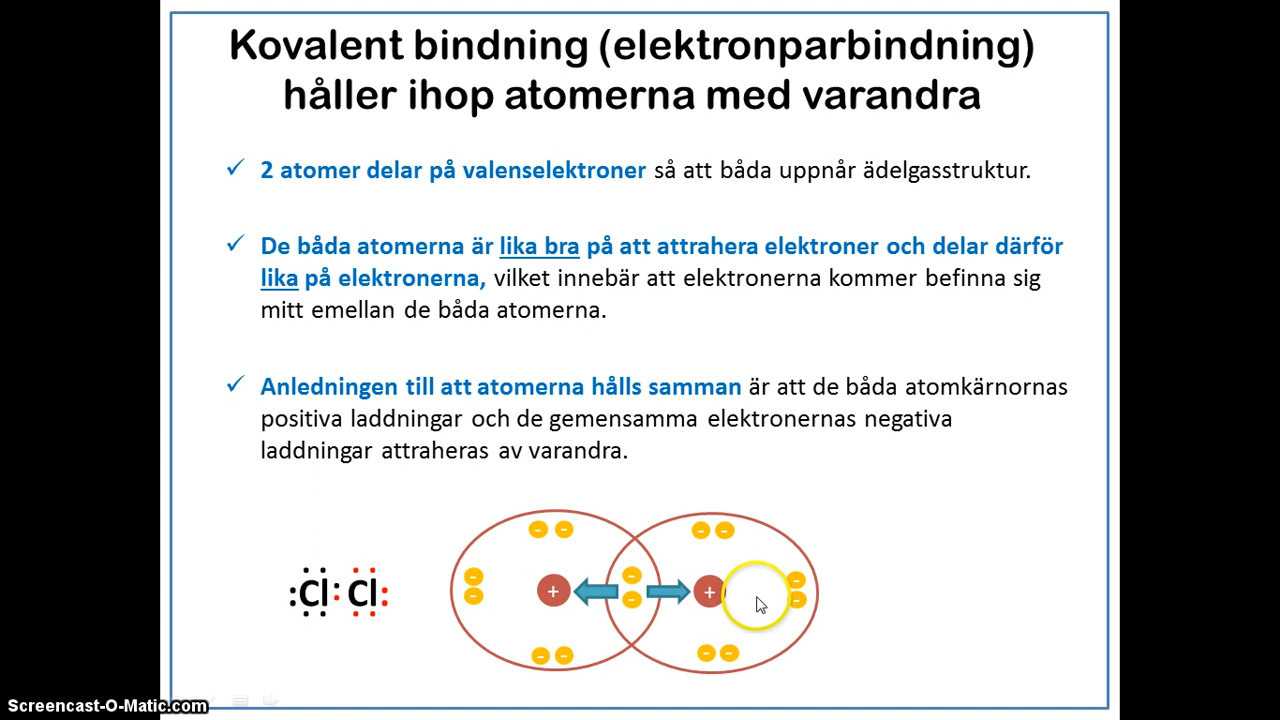 Kovalent bindning (elektronparbindning)
håller ihop atomerna med varandra
✓ 2 atomer delar på valenselektroner så att båda uppnår ädelgasstruktur.
✓ De båda atomerna är lika bra på att attrahera elektroner och delar därför
lika på elektronerna, vilket innebär att elektronerna kommer befinna sig
mitt emellan de båda atomerna.
✓ Anledningen till att atomerna hålls samman är att de båda atomkärnornas
positiva laddningar och de gemensamma elektronernas negativa
laddningar attraheras av varandra.
- - - -
Cl Cl
- - -
+ +
- - -
- - - -
Screencast-O-Matic.com